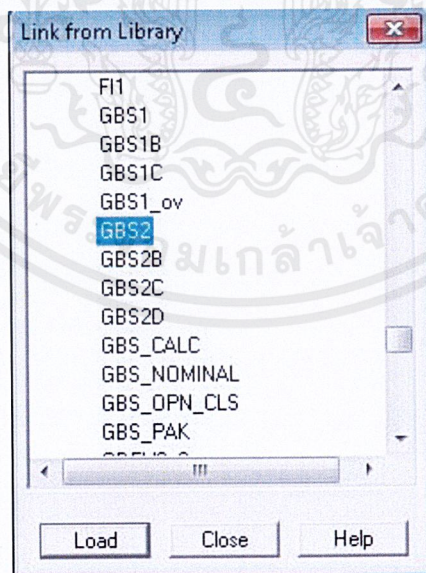 Link from Library
FI1
GBS1
GBS1B
GBS1C
GBS1_ov
GBS2
GBS2B
GBS2C
GBS2D
GBS_CALC
GBS_NOMINAL
GBS_OPN_CLS
GBS_PAK
Load Close Help